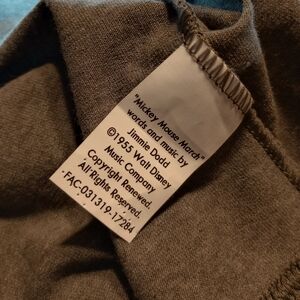 "Mickey Mouse March"
words and music by
Jimmie Dodd
©1955 Walt Disney
Music Company
Copyright Renewed.
All Rights Reserved.
-FAC-031319-17284